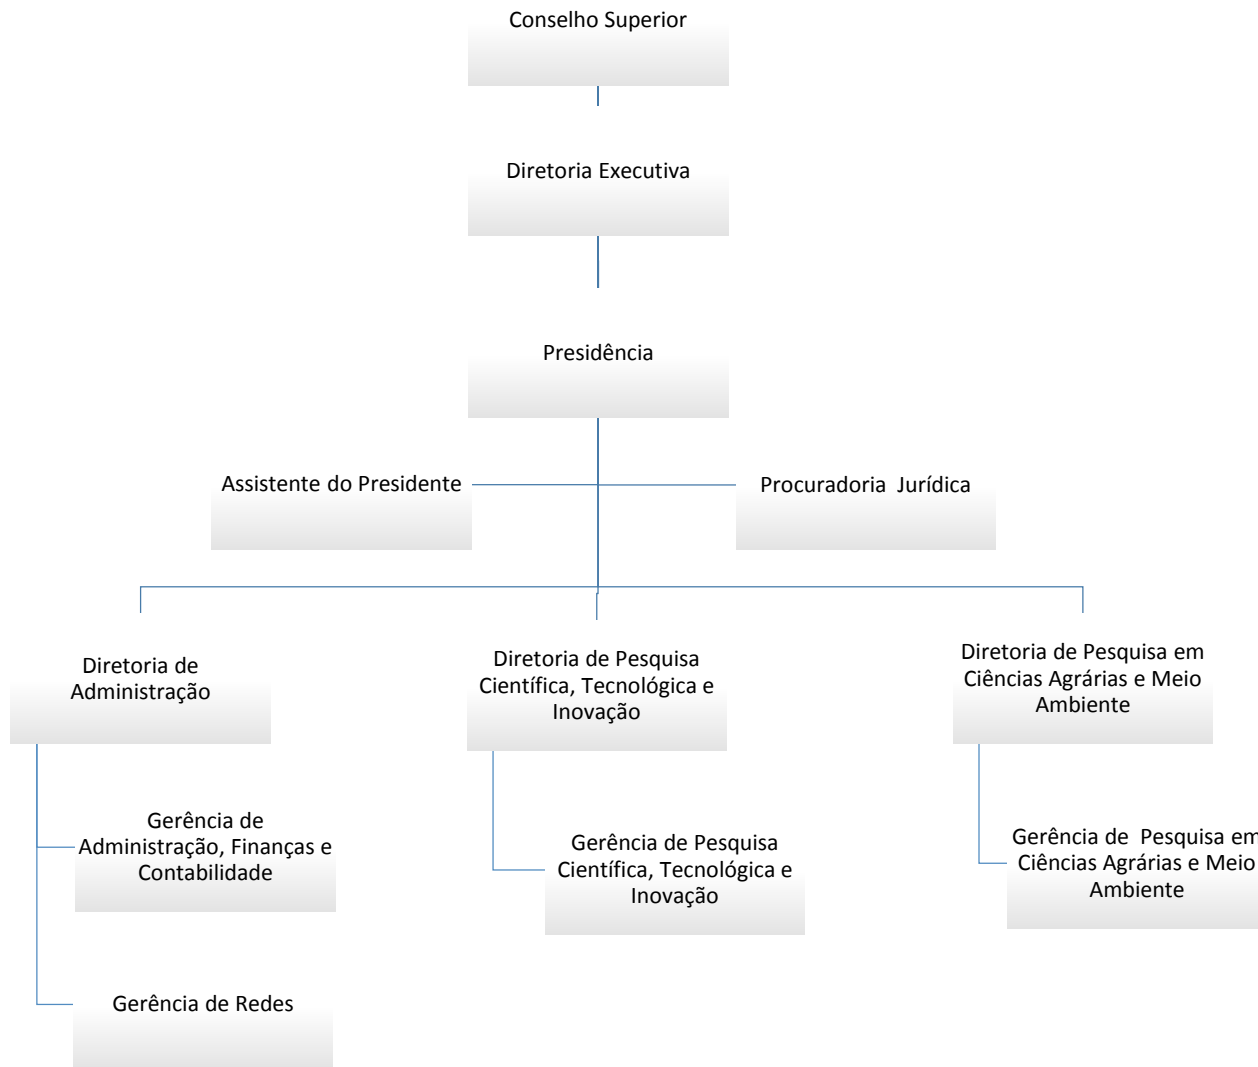 Conselho Superior
Diretoria Executiva
Presidência
Assistente do Presidente
Procuradoria  Jurídica
Diretoria de
Administração
Diretoria de Pesquisa
Científica, Tecnológica e
Inovação
Diretoria de Pesquisa em
Ciências Agrárias e Meio
Ambiente
Gerência de
Administração, Finanças e
Contabilidade
Gerência de Pesquisa
Científica, Tecnológica e
Inovação
Gerência de  Pesquisa em
Ciências Agrárias e Meio
Ambiente
Gerência de Redes